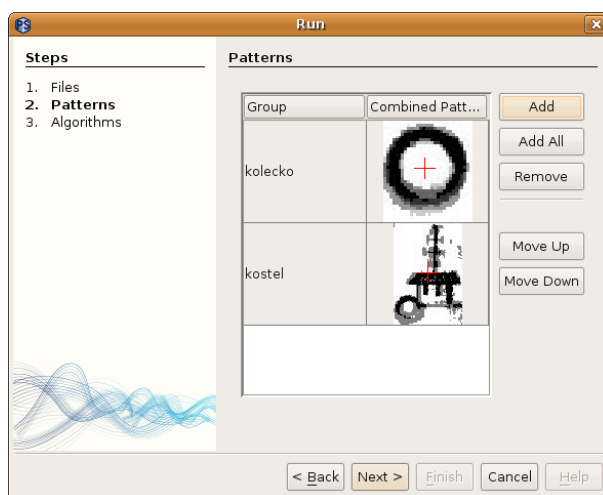 Run
Steps
1. Files
2. Patterns
3. Algorithms
Patterns
Group
Combined Patt...
kolecko
kostel
Add
Add All
Remove
Move Up
Move Down
< Back
Next >
Finish
Cancel
Help